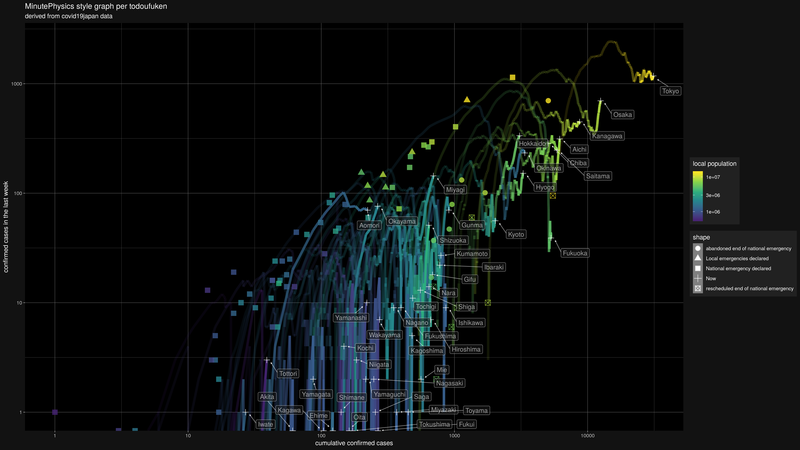 MinutePhysics style graph per todoufuken
derived from covid19japan data
confirmed cases in the last week
1000
100
10
1
Tokyo
Osaka
Kanagawa
Hokkaido
Aichi
Chiba
Okinawa
Saitama
Hyogo
Miyagi
Okayama
Aomori
Gunma
Kyoto
Shizuoka
Fukuoka
Kumamoto
Ibaraki
Gifu
Nara
Shiga
Tochigi
Yamanashi
Nagano
Ishikawa
Wakayama
Fukushima
Kochi
Kagoshima
Hiroshima
Niigata
Tottori
Mie
Nagasaki
Akita
Yamagata
Shimane
Yamaguchi
Saga
Kagawa
Ehime
Oita
Miyazaki
Toyama
Iwate
Tokushima
Fukui
1
10
100
1000
10000
cumulative confirmed cases
local population
1e+07
3e+06
1e+06
shape
abandoned end of national emergency
Local emergencies declared
National emergency declared
Now
rescheduled end of national emergency